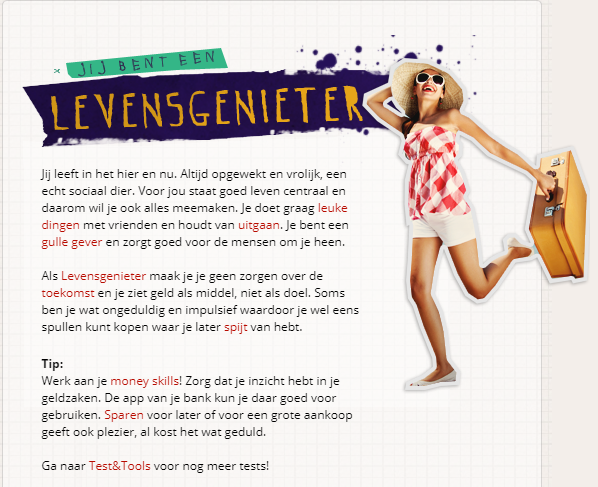 JIJ BENT EEN
LEVENSGENIETER
Jij leeft in het hier en nu. Altijd opgewekt en vrolijk, een
echt sociaal dier. Voor jou staat goed leven centraal en
daarom wil je ook alles meemaken. Je doet graag leuke
dingen met vrienden en houdt van uitgaan. Je bent een
gulle gever en zorgt goed voor de mensen om je heen.
Als Levensgenieter maak je je geen zorgen over de
toekomst en je ziet geld als middel, niet als doel. Soms
ben je wat ongeduldig en impulsief waardoor je wel eens
spullen kunt kopen waar je later spijt van hebt.
Tip:
Werk aan je money skills! Zorg dat je inzicht hebt in je
geldzaken. De app van je bank kun je daar goed voor
gebruiken. Sparen voor later of voor een grote aankoop
geeft ook plezier, al kost het wat geduld.
Ga naar Test&Tools voor nog meer tests!